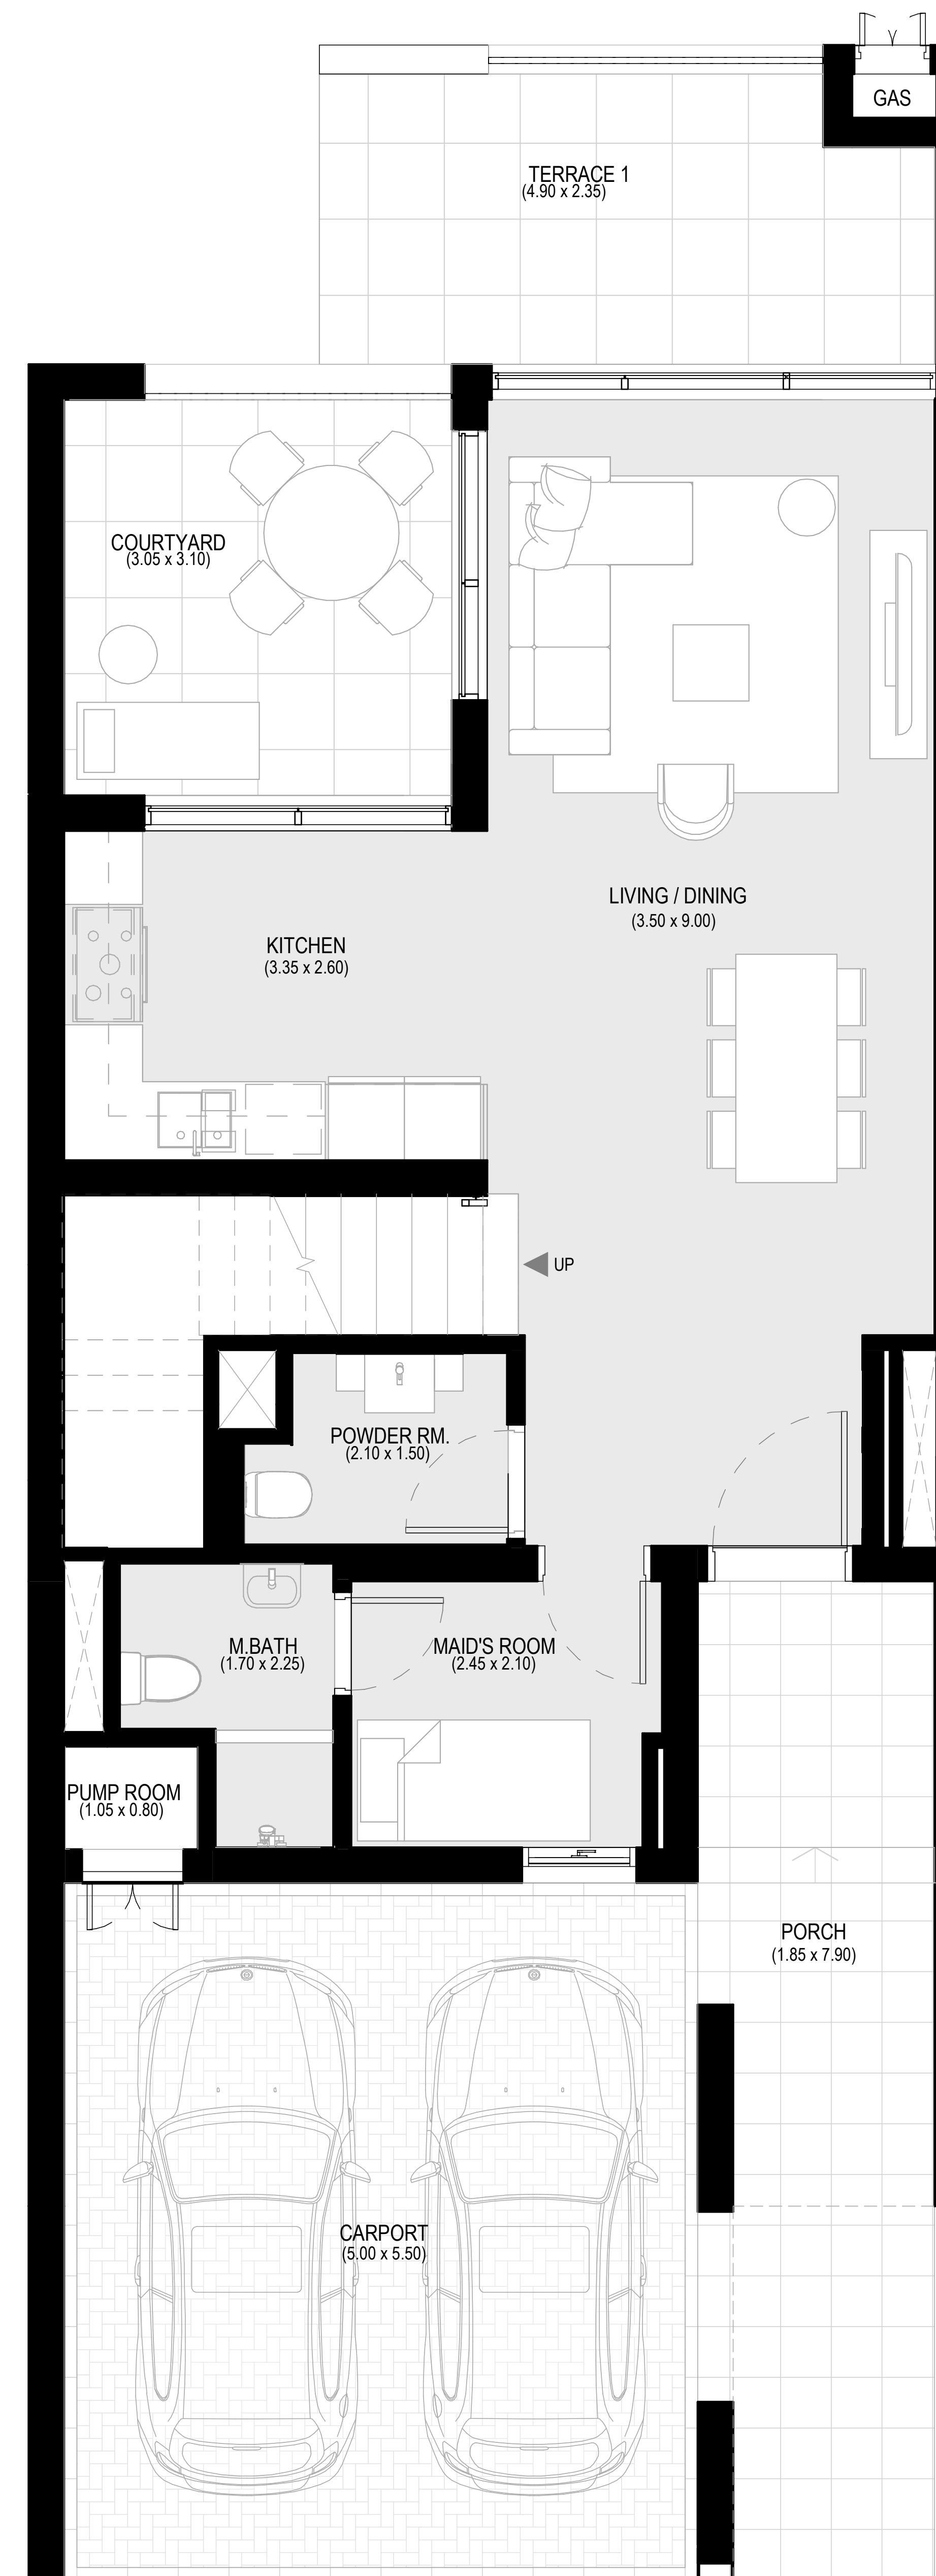 GAS
TERRACE 1
(4.90 x 2.35)
COURTYARD
(3.05 x 3.10)
LIVING / DINING
(3.50 x 9.00)
KITCHEN
(3.35 x 2.60)
UP
POWDER RM.
(2.10 x 1.50)
M.BATH
(1.70 x 2.25)
MAID'S ROOM
(2.45 x 2.10)
PUMP ROOM
(1.05 x 0.80)
PORCH
(1.85 x 7.90)
CARPORT
(5.00 x 5.50)